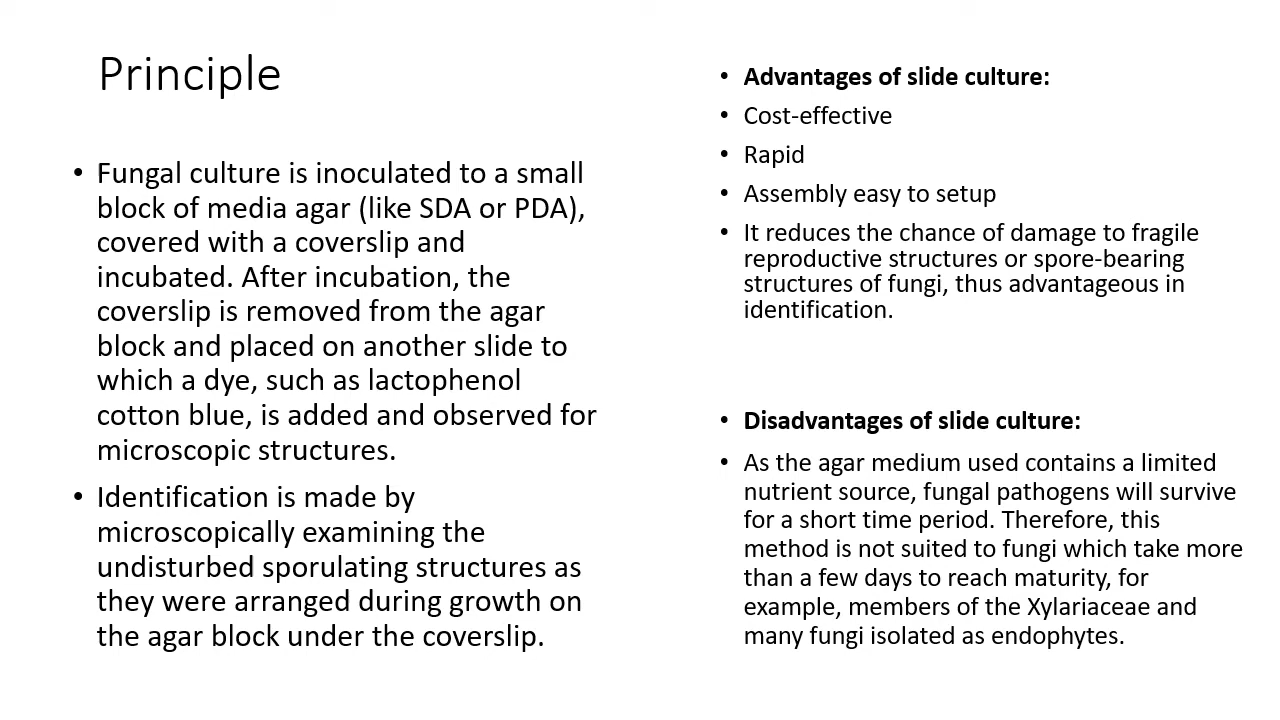 Principle
• Fungal culture is inoculated to a small
block of media agar (like SDA or PDA),
covered with a coverslip and
incubated. After incubation, the
coverslip is removed from the agar
block and placed on another slide to
which a dye, such as lactophenol
cotton blue, is added and observed for
microscopic structures.
• Identification is made by
microscopically examining the
undisturbed sporulating structures as
they were arranged during growth on
the agar block under the coverslip.
• Advantages of slide culture:
• Cost-effective
• Rapid
• Assembly easy to setup
• It reduces the chance of damage to fragile
reproductive structures or spore-bearing
structures of fungi, thus advantageous in
identification.
• Disadvantages of slide culture:
• As the agar medium used contains a limited
nutrient source, fungal pathogens will survive
for a short time period. Therefore, this
method is not suited to fungi which take more
than a few days to reach maturity, for
example, members of the Xylariaceae and
many fungi isolated as endophytes.